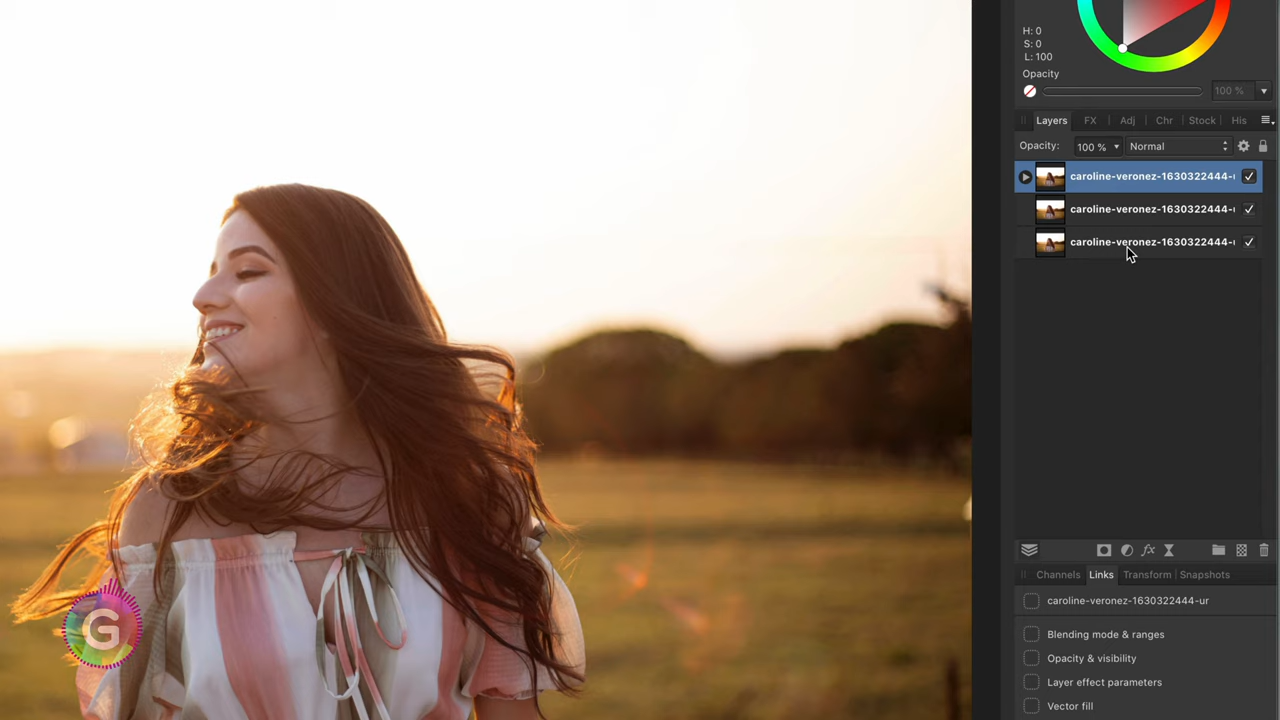 H: 0
S: 0
L: 100
Opacity
100 %
Layers FX Adj Chr Stock His
Opacity: 100 % Normal
caroline-veronez-1630322444-
caroline-veronez-1630322444-
caroline-veronez-1630322444-
Channels Links Transform Snapshots
caroline-veronez-1630322444-ur
Blending mode & ranges
Opacity & visibility
Layer effect parameters
Vector fill
G
fx